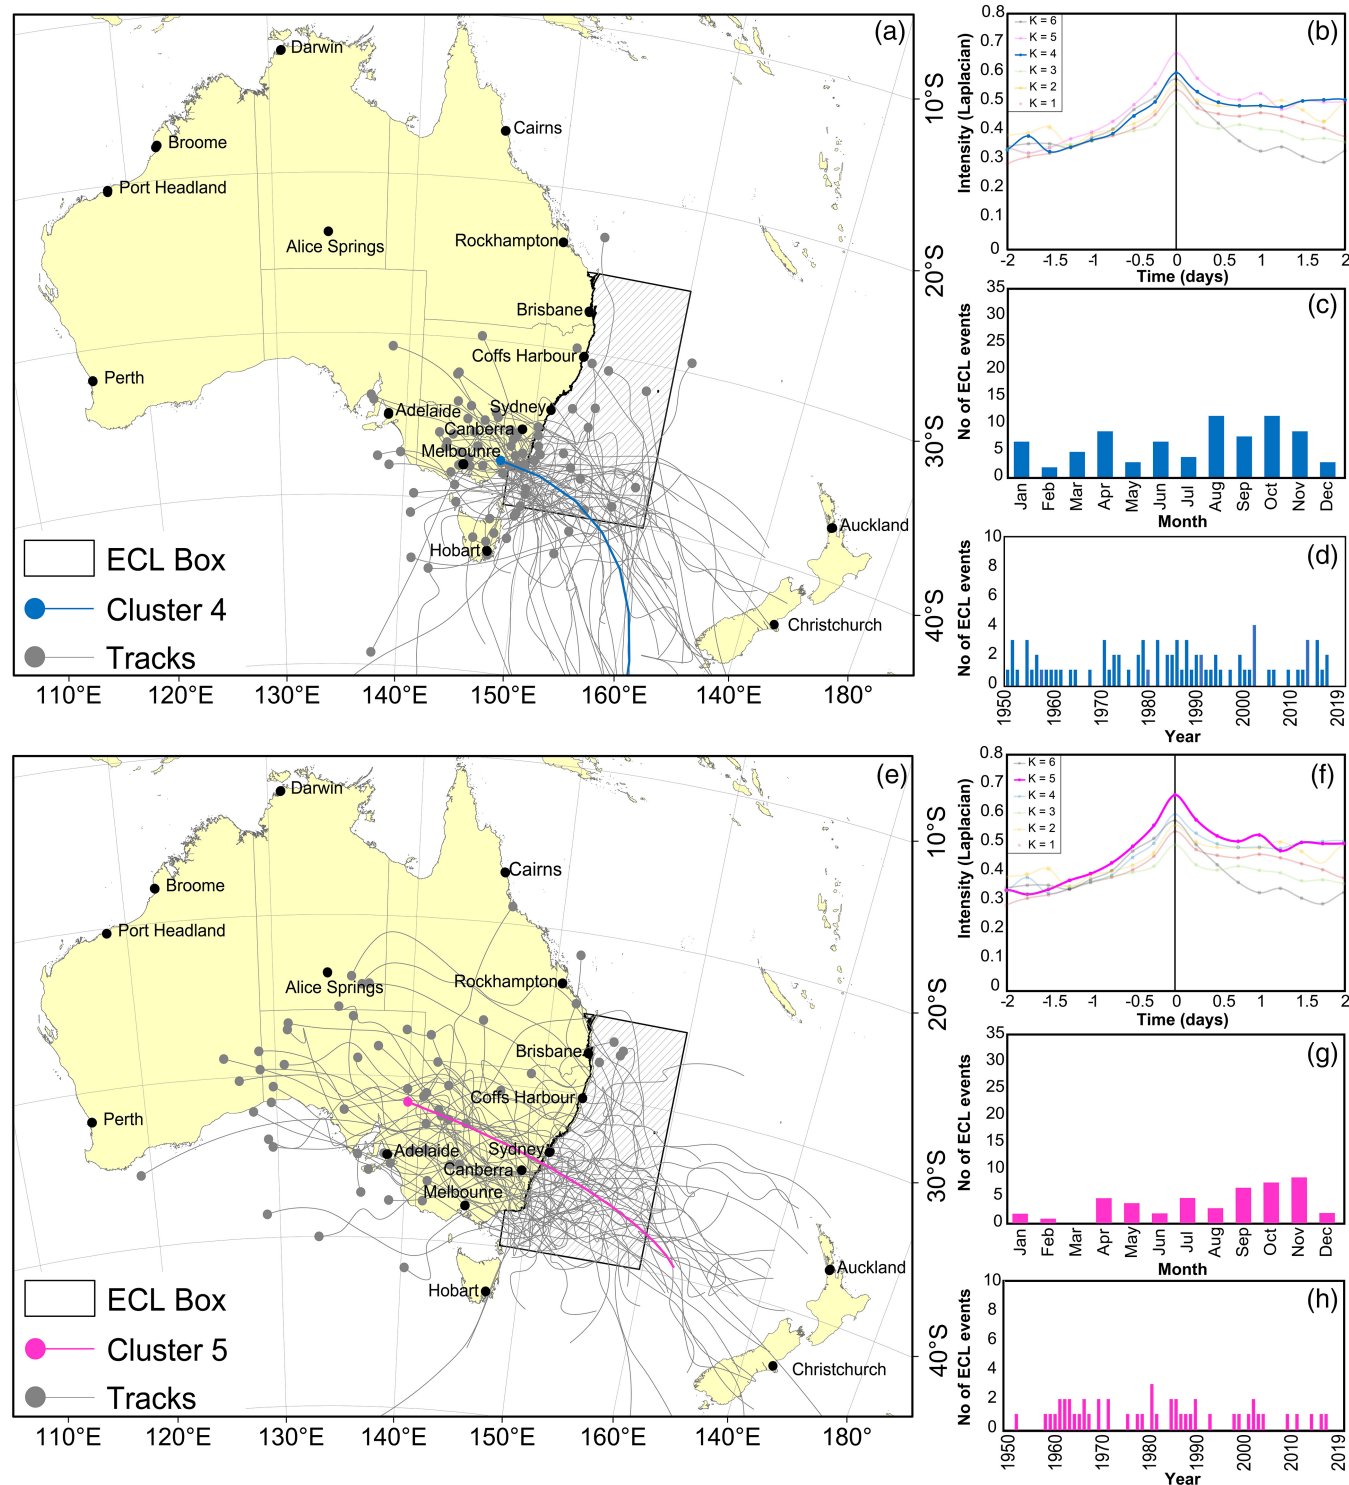 (a)
Darwin
Cairns
Broome
Port Headland
Alice Springs
Rockhampton
Brisbane
Coffs Harbour
Perth
Adelaide
Sydney
Canberra
Melbounre
Hobart
Auckland
Christchurch
ECL Box
Cluster 4
Tracks
10°S
20°S
30°S
40°S
110°E 120°E 130°E 140°E 150°E 160°E 140°E 180°
(b)
K = 6
K = 5
K = 4
K = 3
K = 2
K = 1
Intensity (Laplacian)
0.8
0.7
0.6
0.5
0.4
0.3
0.2
0.1
0
-2 -1.5 -1 -0.5 0 0.5 1 1.5 2
Time (days)
(c)
No of ECL events
35
30
25
20
15
10
5
0
Jan Feb Mar Apr May Jun Jul Aug Sep Oct Nov Dec
Month
(d)
No of ECL events
10
8
6
4
2
0
1950 1960 1970 1980 1990 2000 2010 2019
Year
(e)
Darwin
Cairns
Broome
Port Headland
Alice Springs
Rockhampton
Brisbane
Coffs Harbour
Perth
Adelaide
Sydney
Canberra
Melbounre
Hobart
Auckland
Christchurch
ECL Box
Cluster 5
Tracks
10°S
20°S
30°S
40°S
110°E 120°E 130°E 140°E 150°E 160°E 140°E 180°
(f)
K = 6
K = 5
K = 4
K = 3
K = 2
K = 1
Intensity (Laplacian)
0.8
0.7
0.6
0.5
0.4
0.3
0.2
0.1
0
-2 -1.5 -1 -0.5 0 0.5 1 1.5 2
Time (days)
(g)
No of ECL events
35
30
25
20
15
10
5
0
Jan Feb Mar Apr May Jun Jul Aug Sep Oct Nov Dec
Month
(h)
No of ECL events
10
8
6
4
2
0
1950 1960 1970 1980 1990 2000 2010 2019
Year